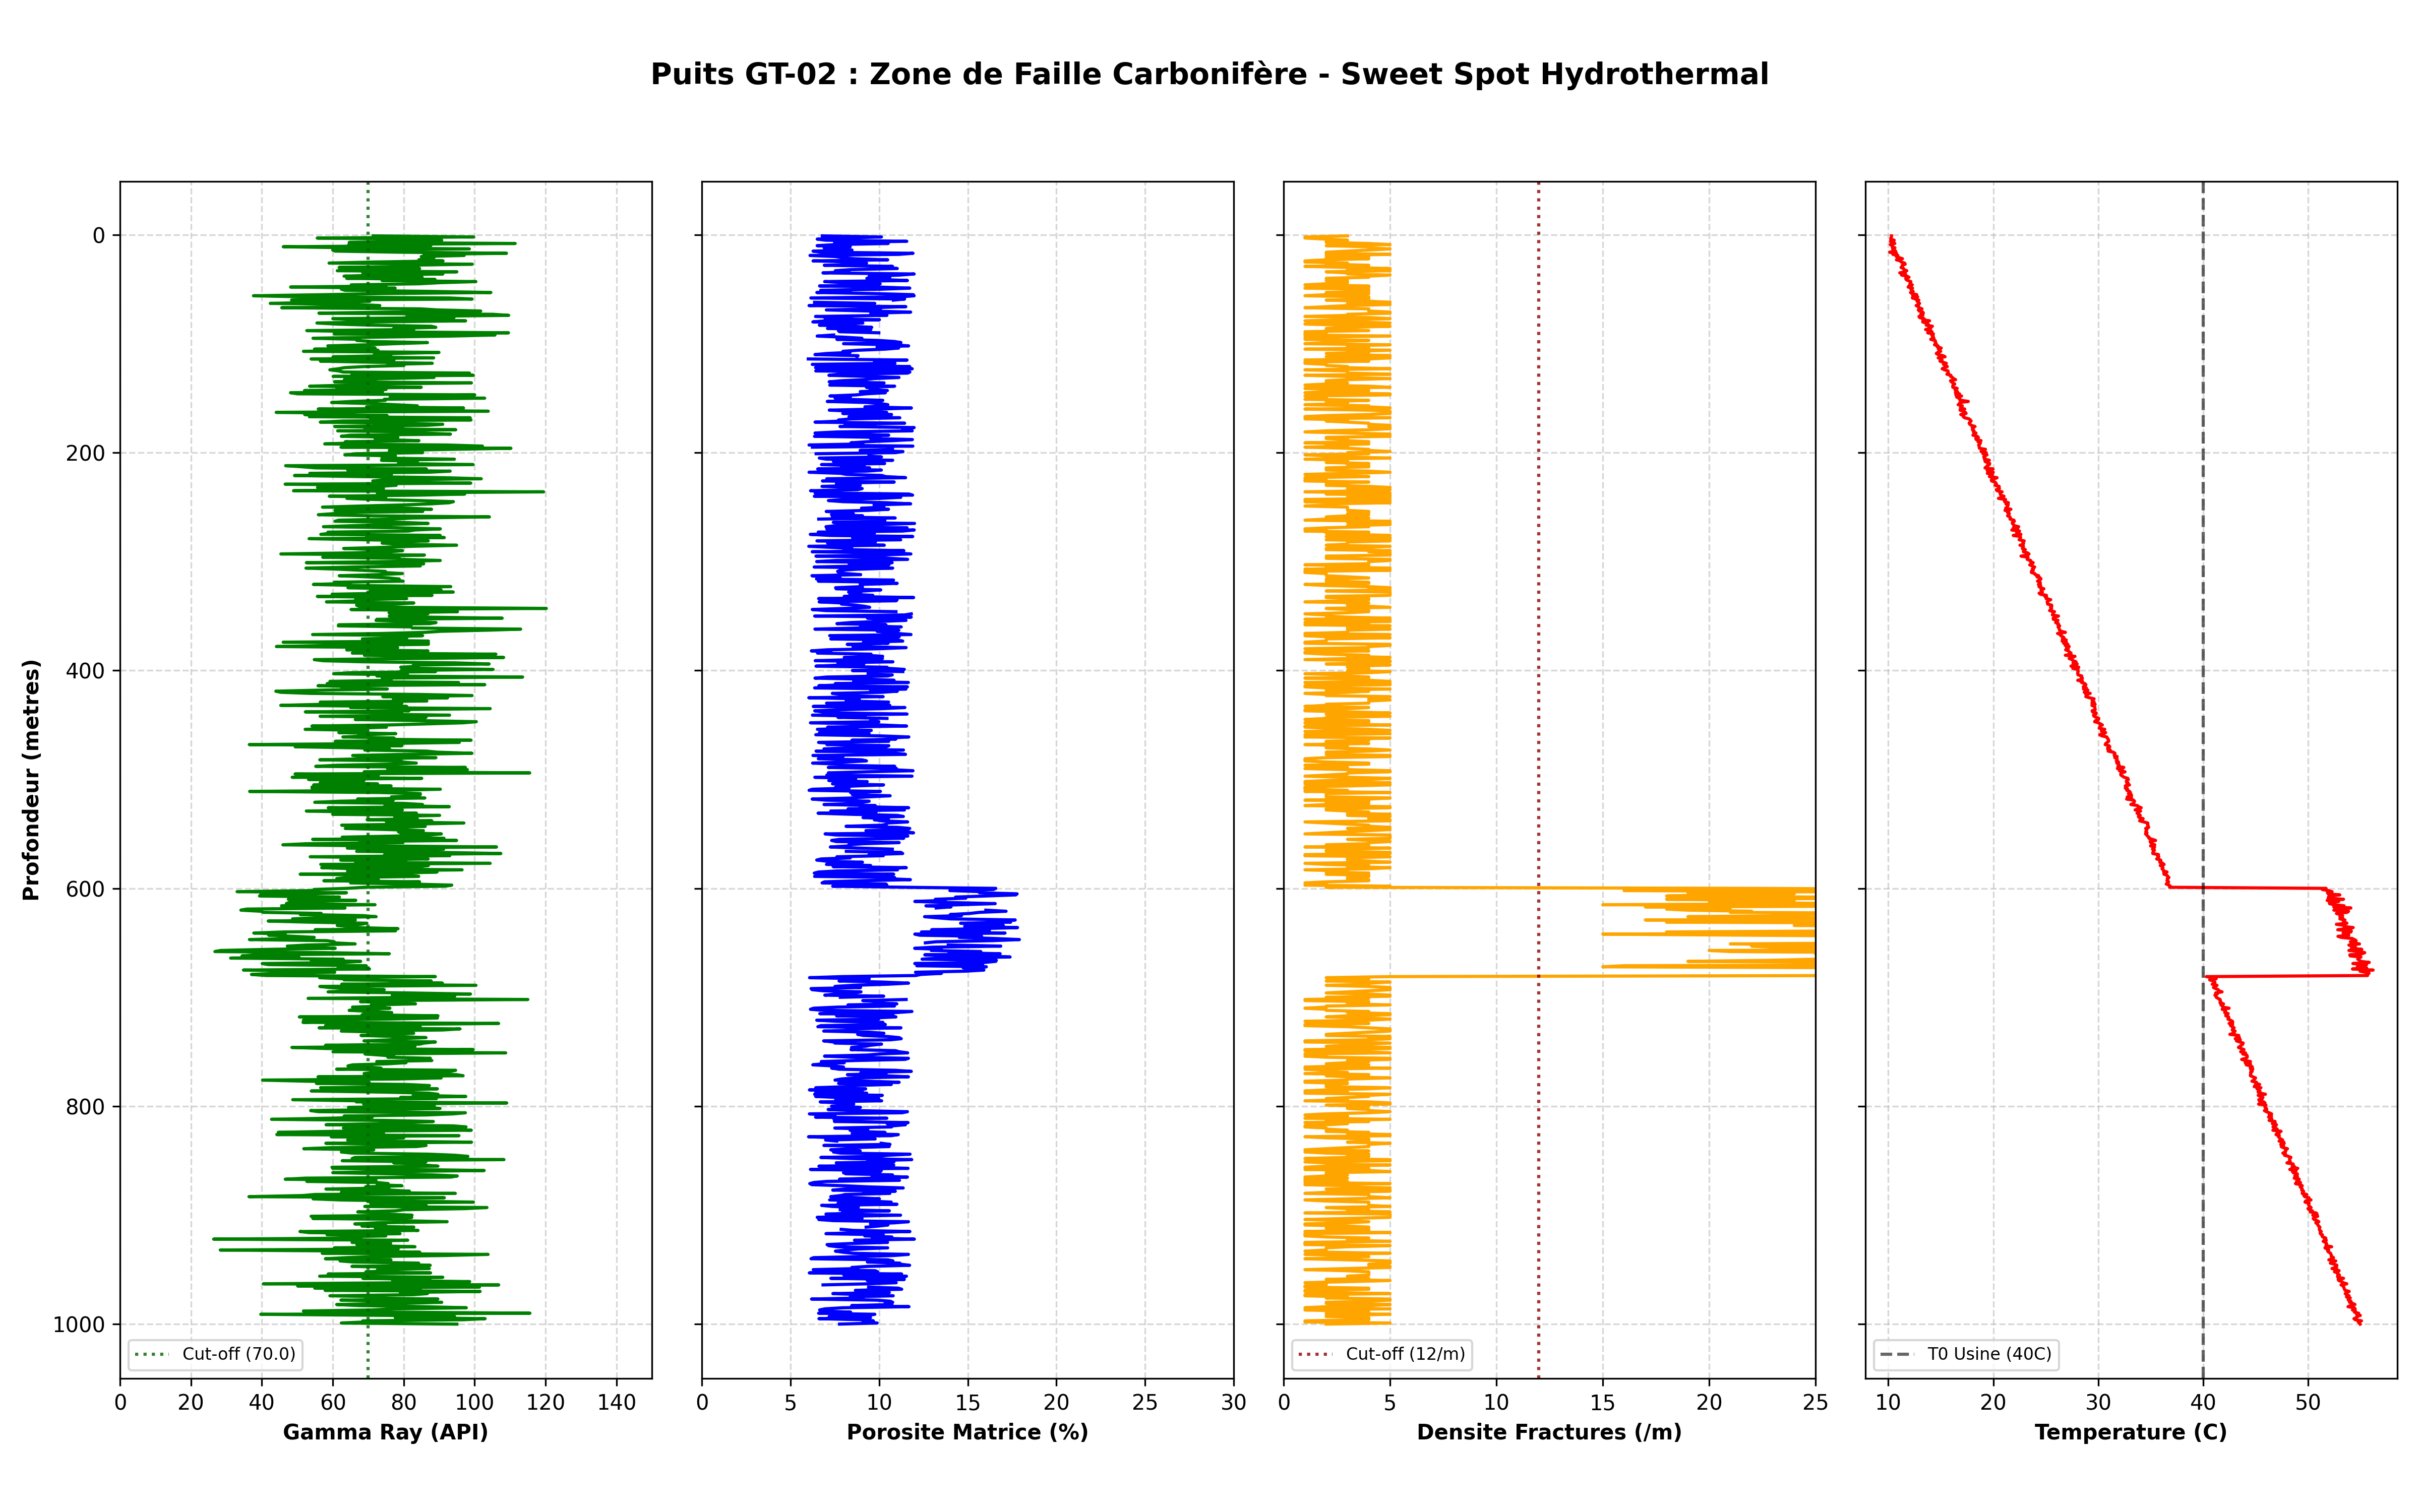 Puits GT-02 : Zone de Faille Carbonifère - Sweet Spot Hydrothermal
Profondeur (metres)
0
200
400
600
800
1000
Cut-off (70.0)
0 20 40 60 80 100 120 140
Gamma Ray (API)
0 5 10 15 20 25 30
Porosite Matrice (%)
Cut-off (12/m)
0 5 10 15 20 25
Densite Fractures (/m)
T0 Usine (40C)
10 20 30 40 50
Temperature (C)